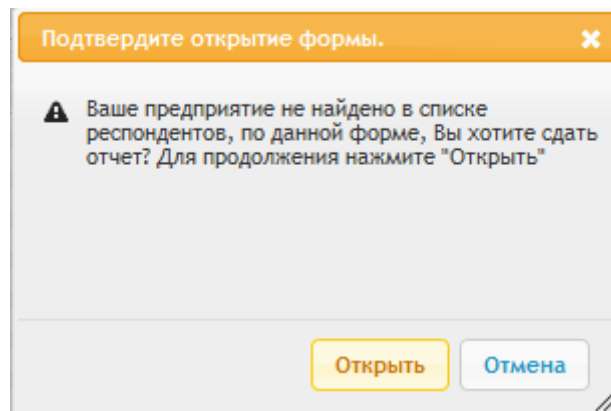 Подтвердите открытие формы.
Ваше предприятие не найдено в списке
респондентов, по данной форме, Вы хотите сдать
отчет? Для продолжения нажмите "Открыть"
Открыть
Отмена